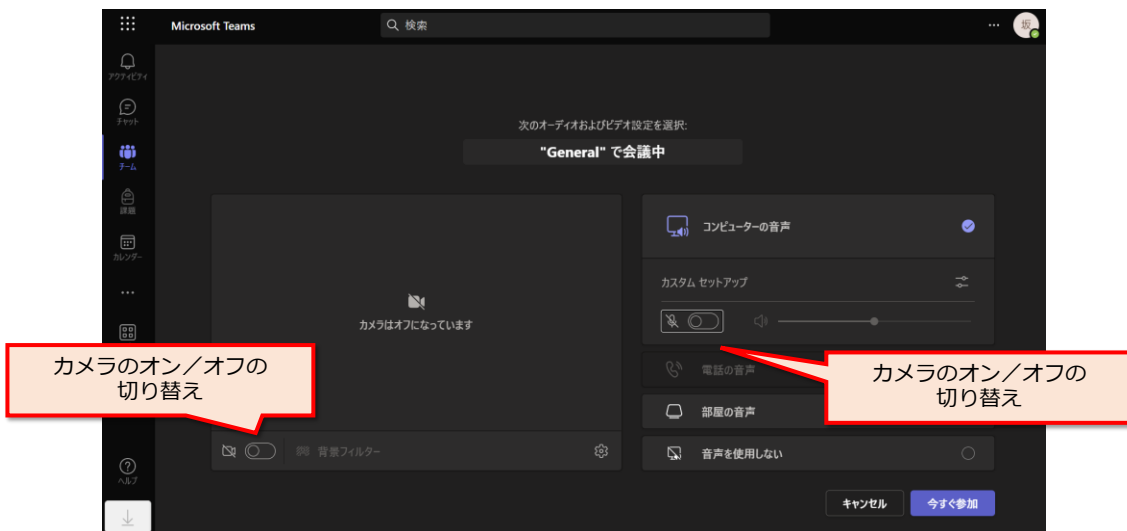 Microsoft Teams
検索
坂
アクティビティ
チャット
チーム
課題
カレンダー
ヘルプ
次のオーディオおよびビデオ設定を選択:
"General" で会議中
カメラはオフになっています
背景フィルター
コンピューターの音声
カスタム セットアップ
電話の音声
部屋の音声
音声を使用しない
キャンセル
今すぐ参加
カメラのオン／オフの
切り替え
カメラのオン／オフの
切り替え